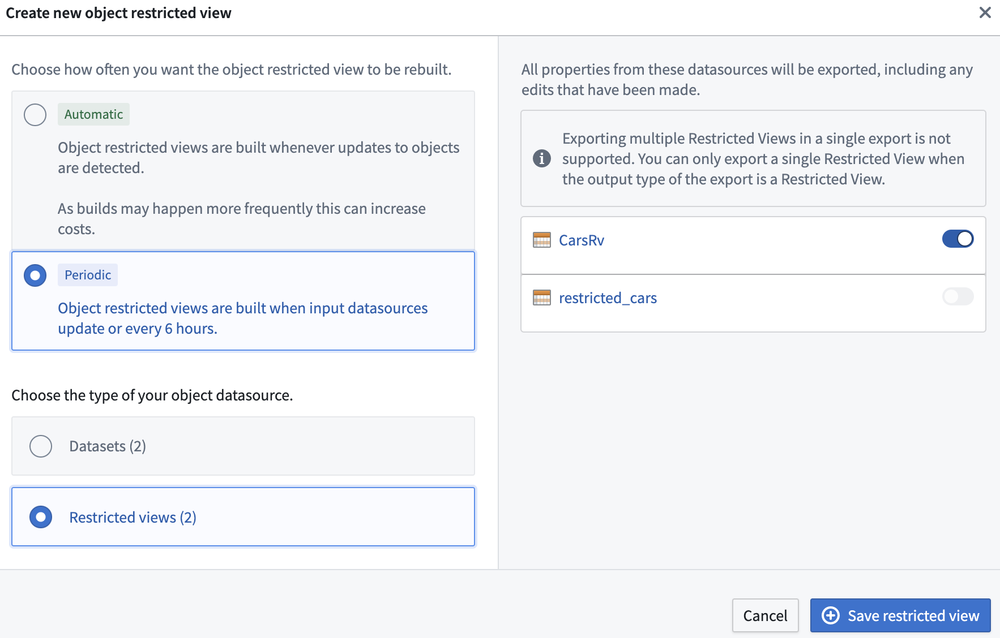 Create new object restricted view
Choose how often you want the object restricted view to be rebuilt.
Automatic
Object restricted views are built whenever updates to objects
are detected.
As builds may happen more frequently this can increase
costs.
Periodic
Object restricted views are built when input datasources
update or every 6 hours.
Choose the type of your object datasource.
Datasets (2)
Restricted views (2)
All properties from these datasources will be exported, including any
edits that have been made.
Exporting multiple Restricted Views in a single export is not
supported. You can only export a single Restricted View when
the output type of the export is a Restricted View.
CarsRv
restricted_cars
Cancel
Save restricted view